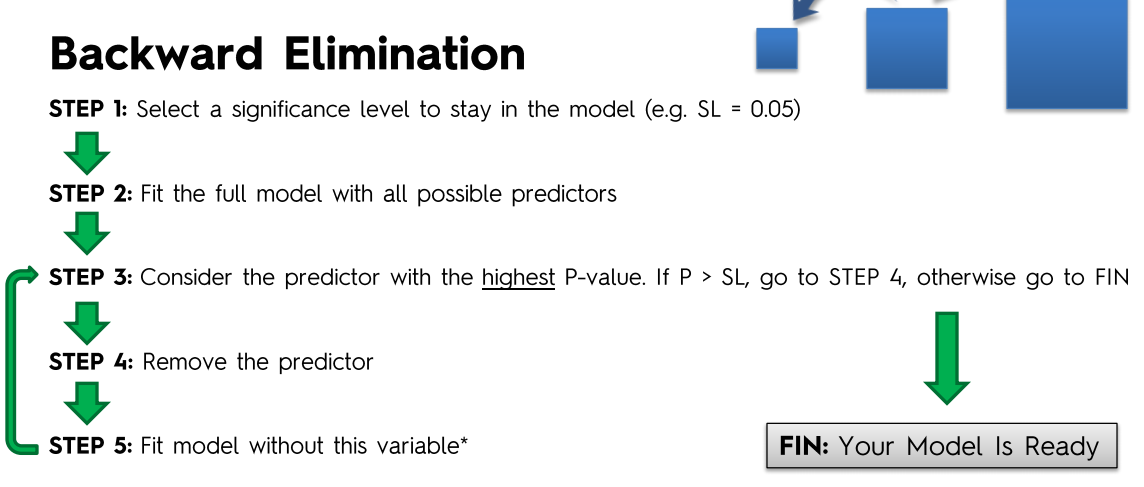 Backward Elimination
STEP 1: Select a significance level to stay in the model (e.g. SL = 0.05)
STEP 2: Fit the full model with all possible predictors
STEP 3: Consider the predictor with the highest P-value. If P > SL, go to STEP 4, otherwise go to FIN
STEP 4: Remove the predictor
STEP 5: Fit model without this variable*
FIN: Your Model Is Ready